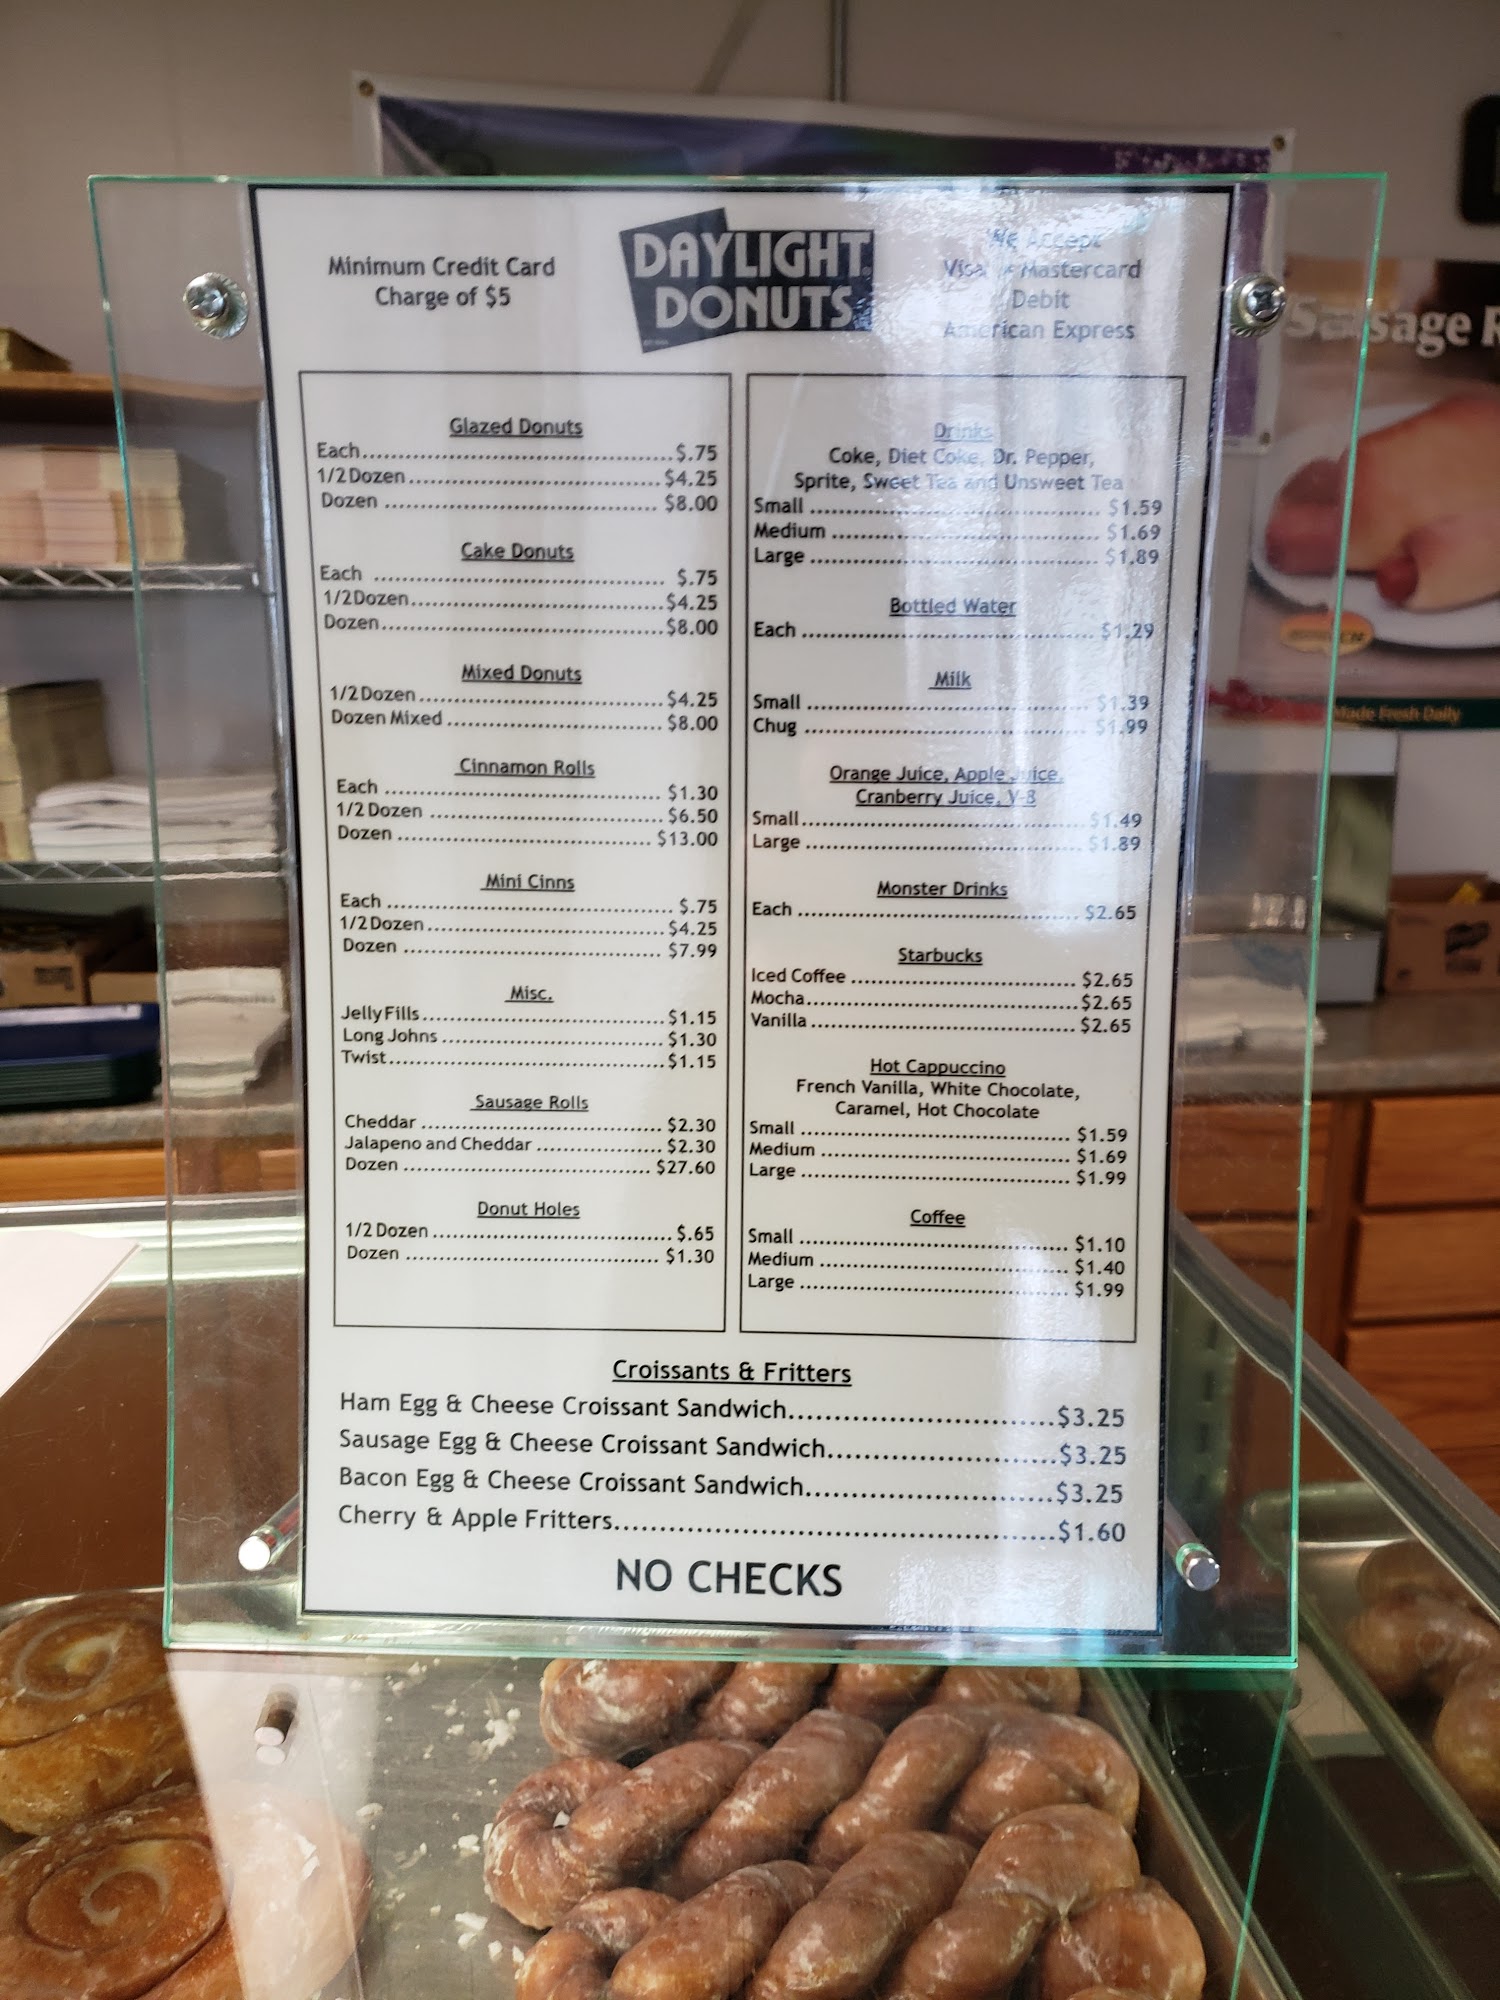 Minimum Credit Card
Charge of $5
DAYLIGHT
DONUTS
We Accept
Visa Mastercard
Debit
American Express
Glazed Donuts
Each..............................$.75
1/2 Dozen..............................$4.25
Dozen..............................$8.00
Cake Donuts
Each..............................$.75
1/2Dozen..............................$4.25
Dozen..............................$8.00
Mixed Donuts
1/2 Dozen..............................$4.25
Dozen Mixed..............................$8.00
Cinnamon Rolls
Each..............................$1.30
1/2 Dozen..............................$6.50
Dozen..............................$13.00
Mini Cinns
Each..............................$.75
1/2 Dozen..............................$4.25
Dozen..............................$7.99
Misc.
Jelly Fills..............................$1.15
Long Johns..............................$1.30
Twist..............................$1.15
Sausage Rolls
Cheddar..............................$2.30
Jalapeno and Cheddar..............................$2.30
Dozen..............................$27.60
Donut Holes
1/2 Dozen..............................$.65
Dozen..............................$1.30
Drinks
Coke, Diet Coke, Dr. Pepper,
Sprite, Sweet Tea and Unsweet Tea
Small..............................$1.59
Medium..............................$1.69
Large..............................$1.89
Bottled Water
Each..............................$1.29
Milk
Small..............................$1.39
Chug..............................$1.99
Orange Juice, Apple Juice,
Cranberry Juice, V-8
Small..............................$1.49
Large..............................$1.89
Monster Drinks
Each..............................$2.65
Starbucks
Iced Coffee..............................$2.65
Mocha..............................$2.65
Vanilla..............................$2.65
Hot Cappuccino
French Vanilla, White Chocolate,
Caramel, Hot Chocolate
Small..............................$1.59
Medium..............................$1.69
Large..............................$1.99
Coffee
Small..............................$1.10
Medium..............................$1.40
Large..............................$1.99
Croissants & Fritters
Ham Egg & Cheese Croissant Sandwich..............................$3.25
Sausage Egg & Cheese Croissant Sandwich..............................$3.25
Bacon Egg & Cheese Croissant Sandwich..............................$3.25
Cherry & Apple Fritters..............................$1.60
NO CHECKS
Sausage R
Made Fresh Daily